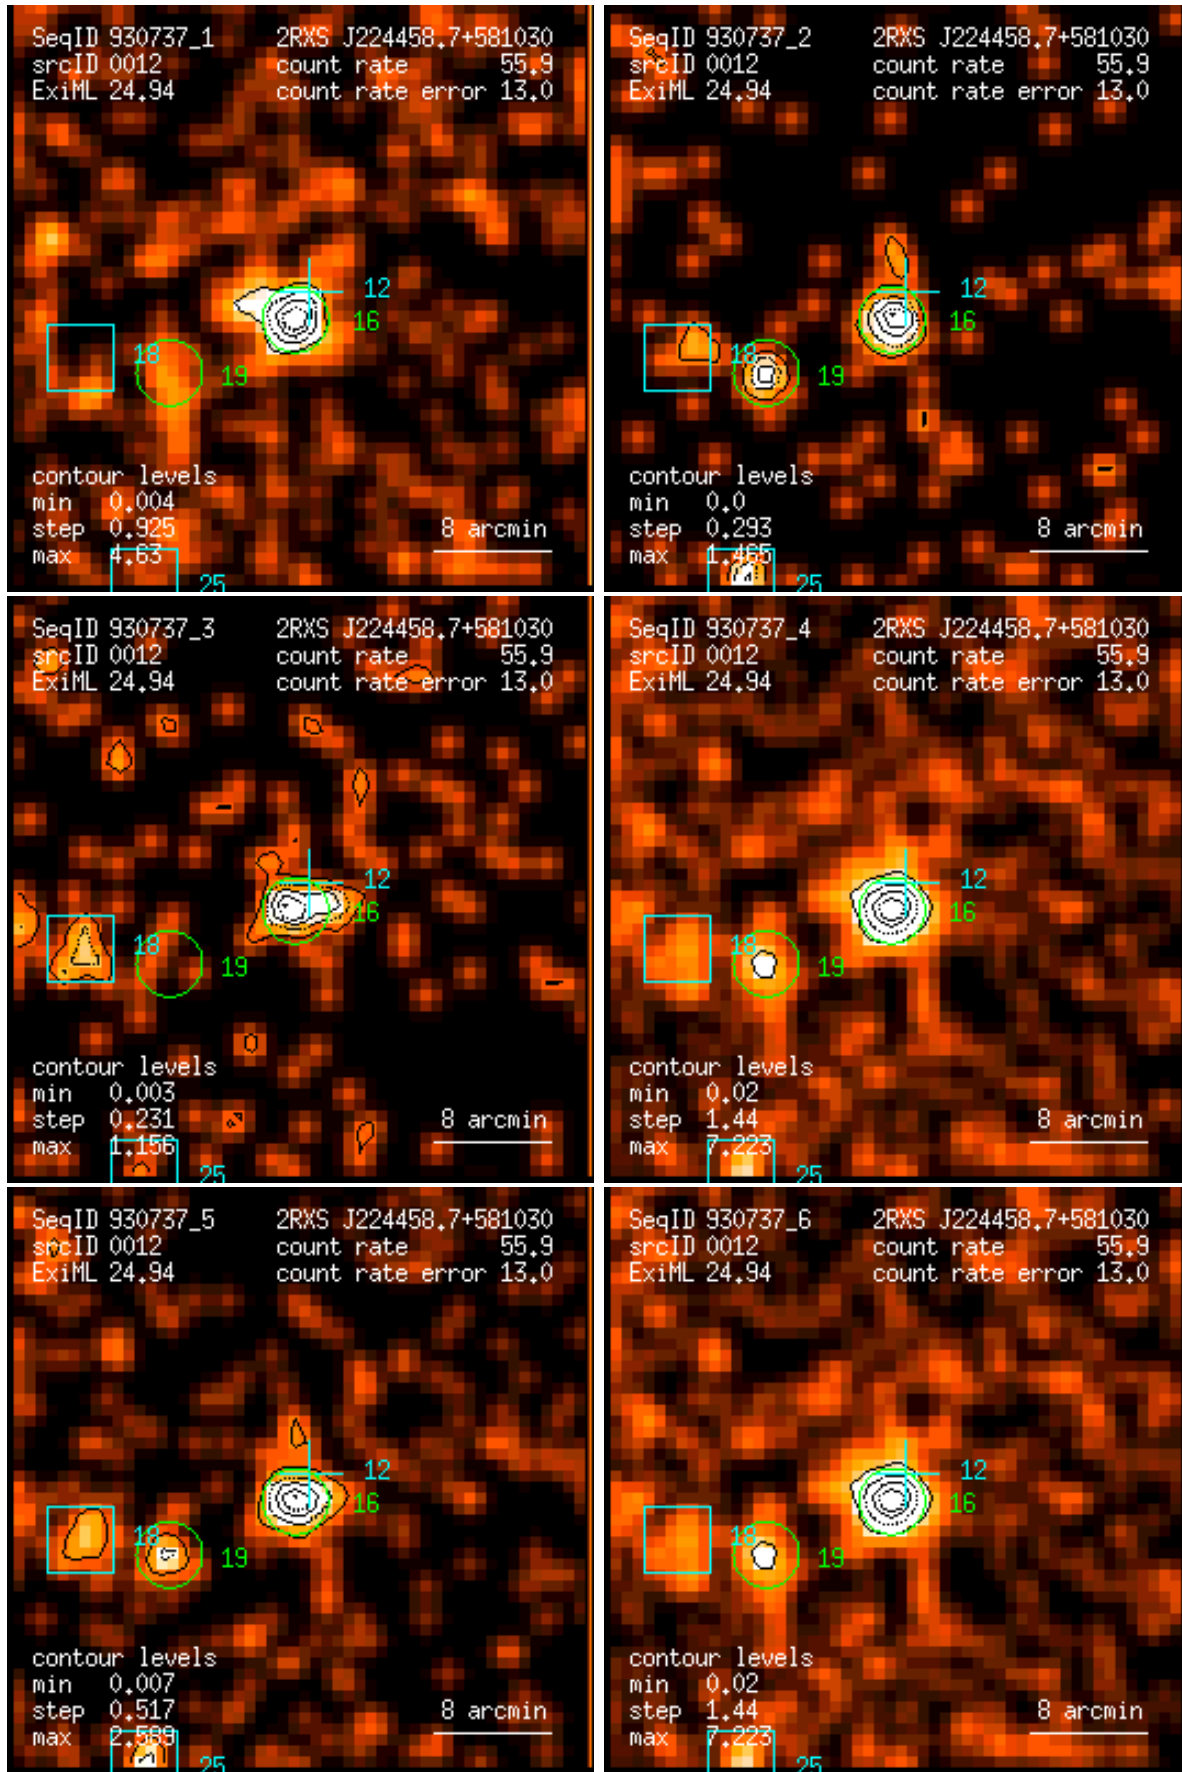 SeqID 930737_1 2RXS J224458.7+581030
srcID 0012 count rate 55.9
ExiML 24.94 count rate error 13.0
12
16
18
19
contour levels
min 0.004
step 0.925 8 arcmin
max 4.63
25
SeqID 930737_2 2RXS J224458.7+581030
srcID 0012 count rate 55.9
ExiML 24.94 count rate error 13.0
12
16
18
19
contour levels
min 0.0
step 0.293 8 arcmin
max 1.465
25
SeqID 930737_3 2RXS J224458.7+581030
srcID 0012 count rate 55.9
ExiML 24.94 count rate error 13.0
12
16
18
19
contour levels
min 0.003
step 0.231 8 arcmin
max 1.156
25
SeqID 930737_4 2RXS J224458.7+581030
srcID 0012 count rate 55.9
ExiML 24.94 count rate error 13.0
12
16
18
19
contour levels
min 0.02
step 1.44 8 arcmin
max 7.223
25
SeqID 930737_5 2RXS J224458.7+581030
srcID 0012 count rate 55.9
ExiML 24.94 count rate error 13.0
12
16
18
19
contour levels
min 0.007
step 0.517 8 arcmin
max 2.589
25
SeqID 930737_6 2RXS J224458.7+581030
srcID 0012 count rate 55.9
ExiML 24.94 count rate error 13.0
12
16
18
19
contour levels
min 0.02
step 1.44 8 arcmin
max 7.223
25